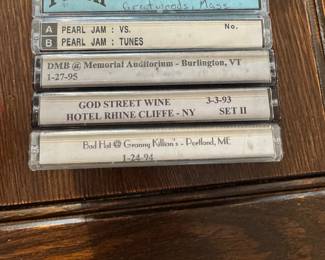 Greatwoods, Mass
A PEARL JAM : VS. No.
B PEARL JAM : TUNES
DMB @ Memorial Auditorium - Burlington, VT
1-27-95
GOD STREET WINE 3-3-93
HOTEL RHINE CLIFFE - NY SET II
Bad Hat @ Granny Killian's - Portland, ME
1-24-94